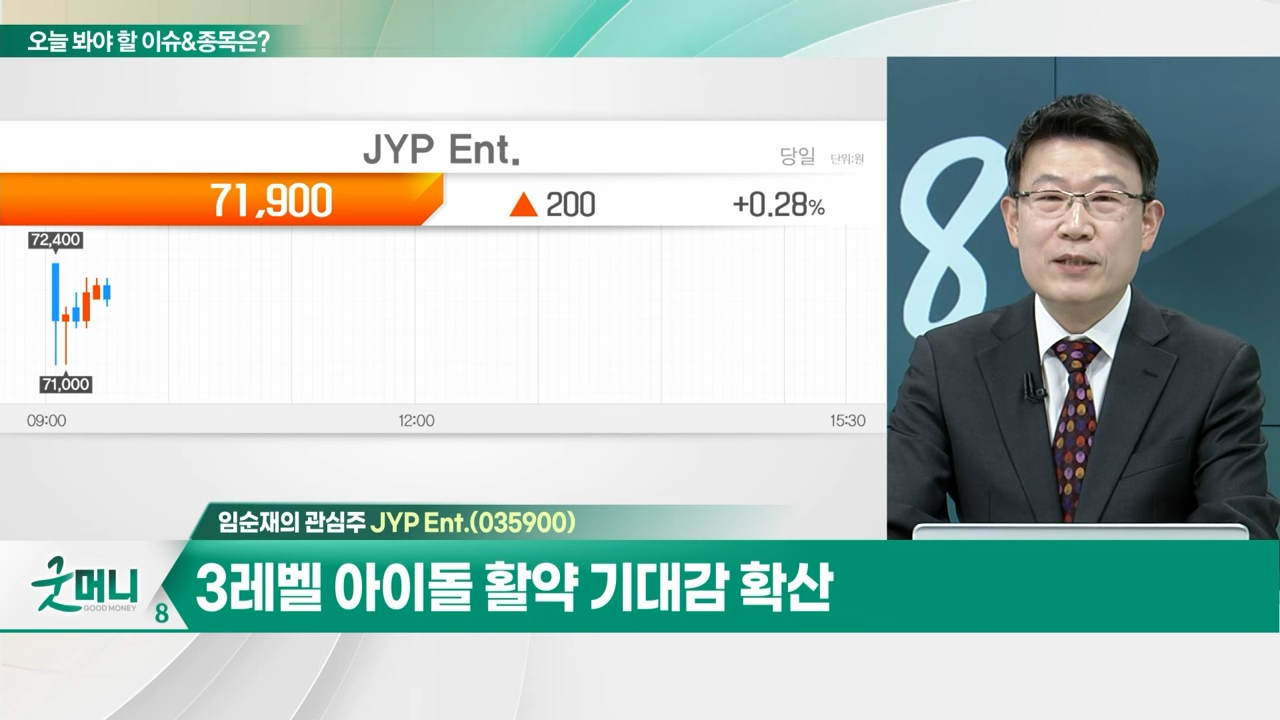 오늘 봐야 할 이슈&종목은?
JYP Ent.
당일 단위:원
71,900 ▲ 200 +0.28%
72,400
71,000
09:00 12:00 15:30
8
임순재의 관심주 JYP Ent.(035900)
굿머니
GOOD MONEY
8
3레벨 아이돌 활약 기대감 확산